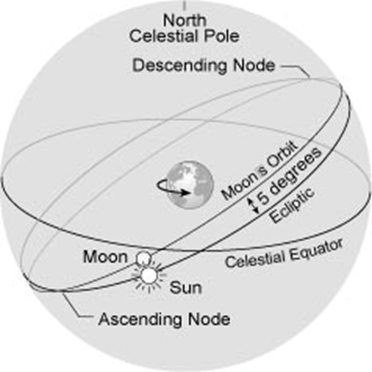 North
Celestial Pole
Descending Node
Moon's Orbit
5 degrees
Ecliptic
Moon
Celestial Equator
Sun
Ascending Node